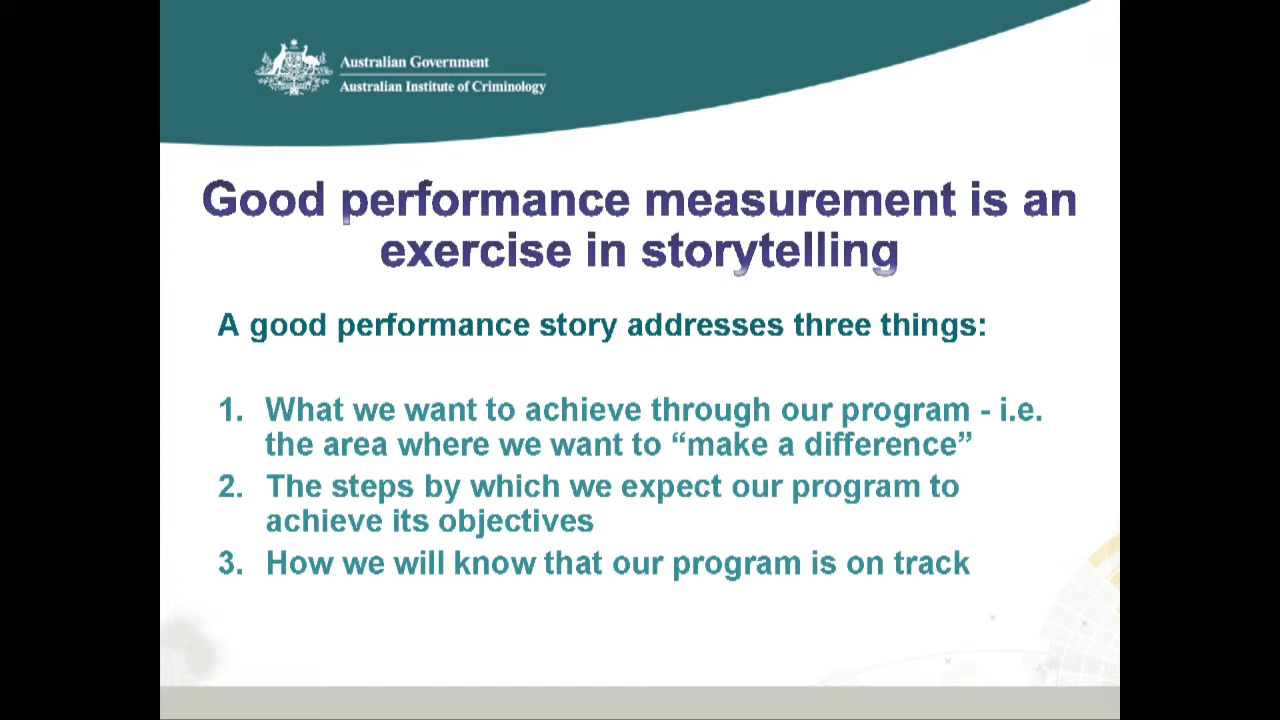 Australian Government
Australian Institute of Criminology
Good performance measurement is an
exercise in storytelling
A good performance story addresses three things:
1. What we want to achieve through our program - i.e.
the area where we want to “make a difference”
2. The steps by which we expect our program to
achieve its objectives
3. How we will know that our program is on track